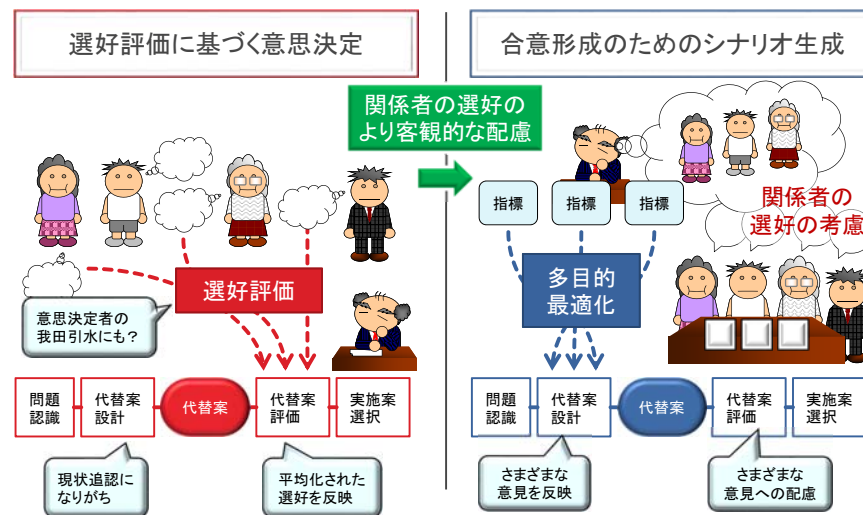 選好評価に基づく意思決定
合意形成のためのシナリオ生成
関係者の選好の
より客観的な配慮
選好評価
意思決定者の
我田引水にも？
問題
認識
代替案
設計
代替案
代替案
評価
実施案
選択
現状追認に
なりがち
平均化された
選好を反映
指標
指標
指標
関係者の
選好の考慮
多目的
最適化
問題
認識
代替案
設計
代替案
代替案
評価
実施案
選択
さまざまな
意見を反映
さまざまな
意見への配慮